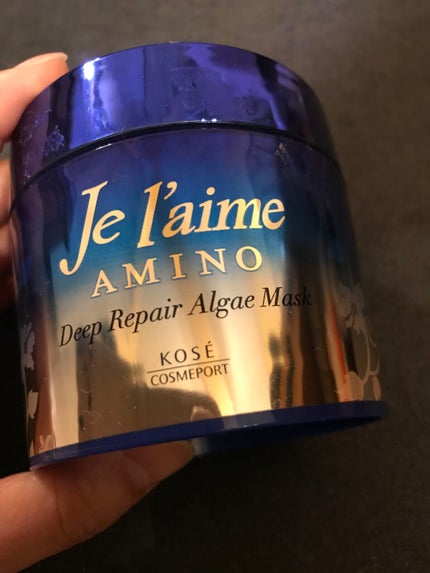 Je l'aime
AMINO
Deep Repair Algae Mask
KOSÉ
COSMEPORT